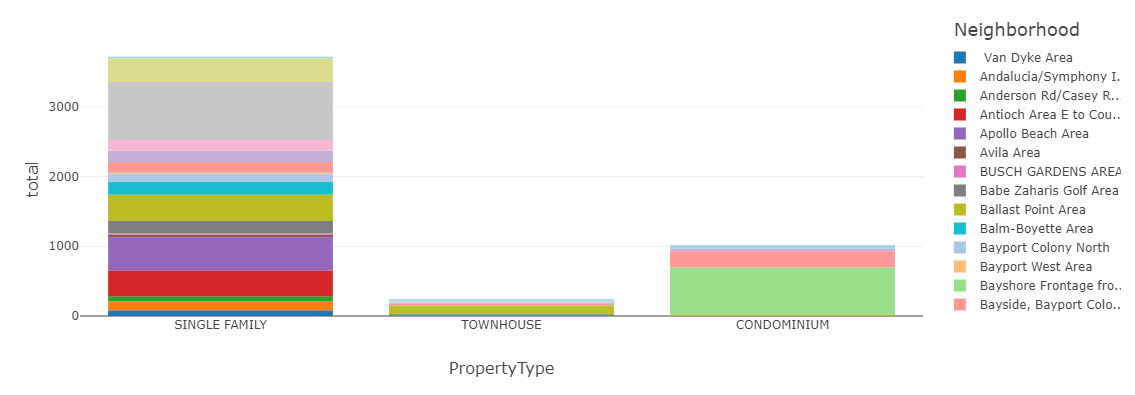 total
3000
2000
1000
0
SINGLE FAMILY
TOWNHOUSE
CONDOMINIUM
PropertyType
Neighborhood
Van Dyke Area
Andalucia/Symphony I..
Anderson Rd/Casey R...
Antioch Area E to Cou...
Apollo Beach Area
Avila Area
BUSCH GARDENS AREA
Babe Zaharis Golf Area
Ballast Point Area
Balm-Boyette Area
Bayport Colony North
Bayport West Area
Bayshore Frontage fro...
Bayside, Bayport Colo...